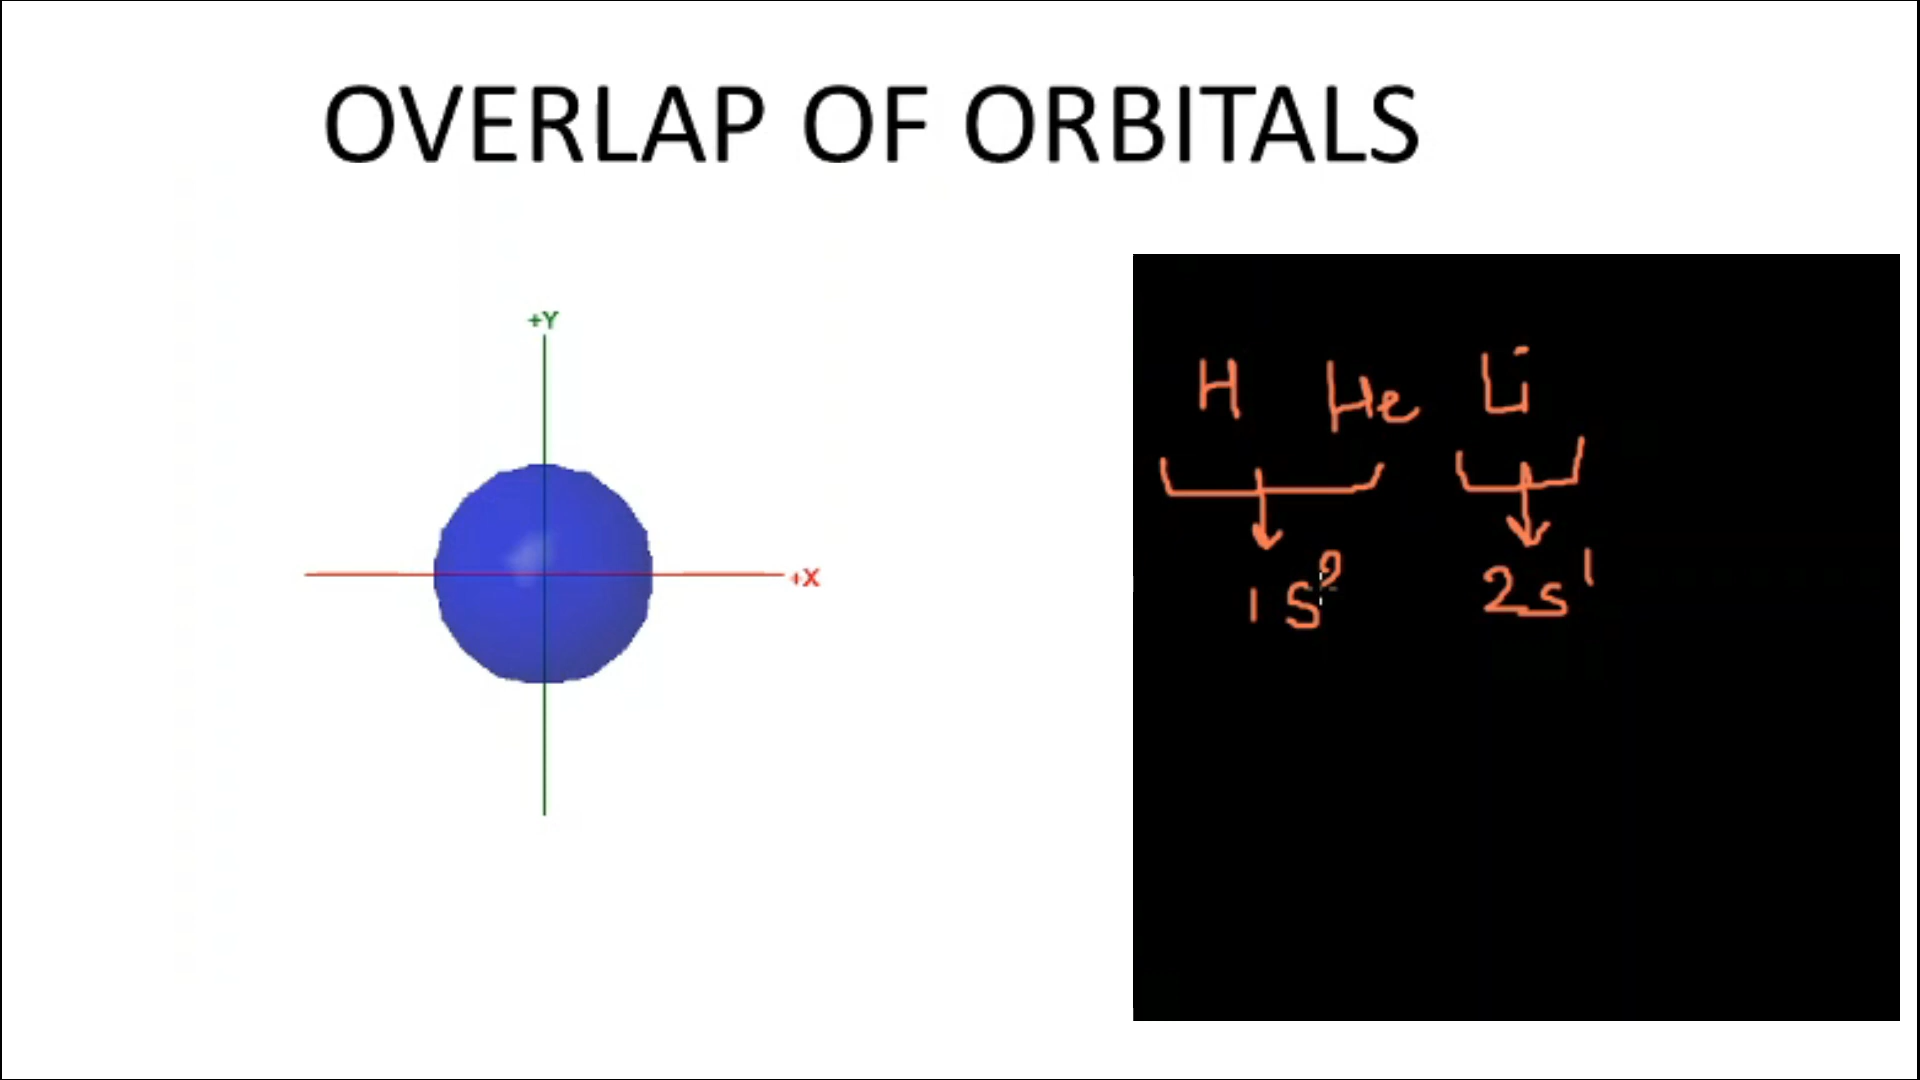 OVERLAP OF ORBITALS
+Y
+X
H He Li
1s² 2s¹